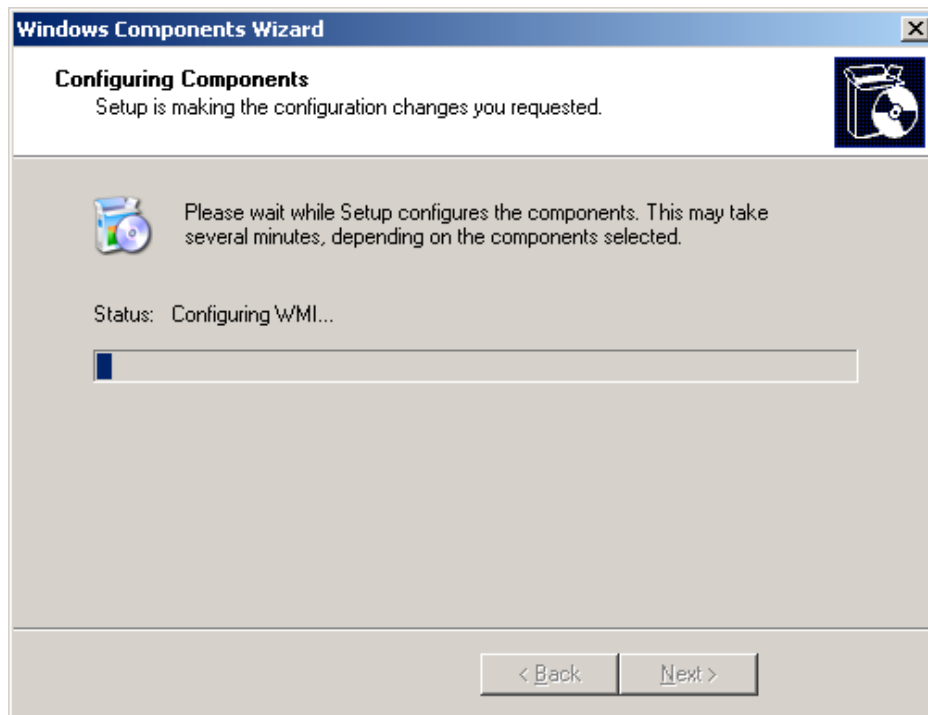 Windows Components Wizard
Configuring Components
Setup is making the configuration changes you requested.
Please wait while Setup configures the components. This may take
several minutes, depending on the components selected.
Status: Configuring WMI...
< Back Next >